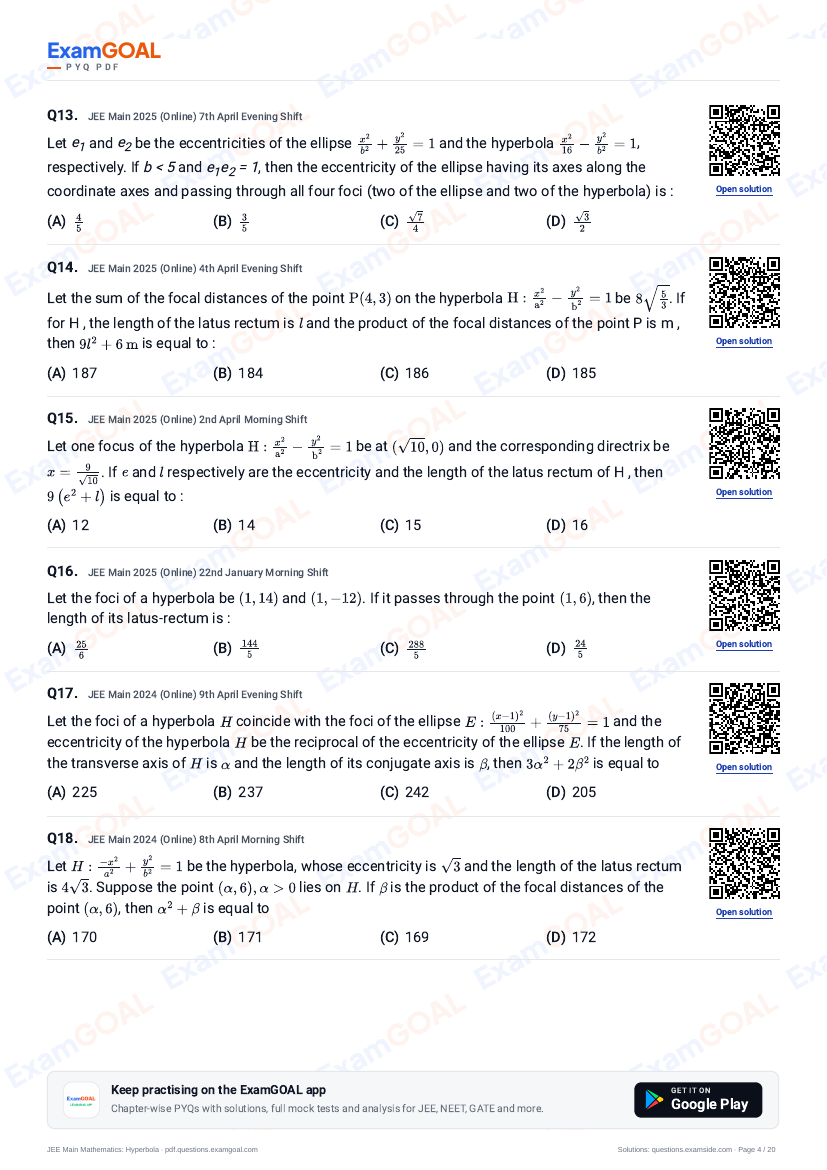 ExamGOAL
PYQ PDF
Q13. JEE Main 2025 (Online) 7th April Evening Shift
Let e₁ and e₂ be the eccentricities of the ellipse x²/b² + y²/25 = 1 and the hyperbola x²/16 − y²/b² = 1,
respectively. If b < 5 and e₁e₂ = 1, then the eccentricity of the ellipse having its axes along the
coordinate axes and passing through all four foci (two of the ellipse and two of the hyperbola) is :
(A) 4/5 (B) 3/5 (C) √7/4 (D) √3/2
Open solution
Q14. JEE Main 2025 (Online) 4th April Evening Shift
Let the sum of the focal distances of the point P(4, 3) on the hyperbola H : x²/a² − y²/b² = 1 be 8√(5/3). If
for H , the length of the latus rectum is l and the product of the focal distances of the point P is m ,
then 9l² + 6 m is equal to :
(A) 187 (B) 184 (C) 186 (D) 185
Open solution
Q15. JEE Main 2025 (Online) 2nd April Morning Shift
Let one focus of the hyperbola H : x²/a² − y²/b² = 1 be at (√10, 0) and the corresponding directrix be
x = 9/√10. If e and l respectively are the eccentricity and the length of the latus rectum of H , then
9 (e² + l) is equal to :
(A) 12 (B) 14 (C) 15 (D) 16
Open solution
Q16. JEE Main 2025 (Online) 22nd January Morning Shift
Let the foci of a hyperbola be (1, 14) and (1, −12). If it passes through the point (1, 6), then the
length of its latus-rectum is :
(A) 25/6 (B) 144/5 (C) 288/5 (D) 24/5
Open solution
Q17. JEE Main 2024 (Online) 9th April Evening Shift
Let the foci of a hyperbola H coincide with the foci of the ellipse E : (x−1)²/100 + (y−1)²/75 = 1 and the
eccentricity of the hyperbola H be the reciprocal of the eccentricity of the ellipse E. If the length of
the transverse axis of H is α and the length of its conjugate axis is β, then 3α² + 2β² is equal to
(A) 225 (B) 237 (C) 242 (D) 205
Open solution
Q18. JEE Main 2024 (Online) 8th April Morning Shift
Let H : −x²/a² + y²/b² = 1 be the hyperbola, whose eccentricity is √3 and the length of the latus rectum
is 4√3. Suppose the point (α, 6), α > 0 lies on H. If β is the product of the focal distances of the
point (α, 6), then α² + β is equal to
(A) 170 (B) 171 (C) 169 (D) 172
Open solution
ExamGOAL
Keep practising on the ExamGOAL app
Chapter-wise PYQs with solutions, full mock tests and analysis for JEE, NEET, GATE and more.
GET IT ON
Google Play
JEE Main Mathematics: Hyperbola · pdf.questions.examgoal.com
Solutions: questions.examside.com · Page 4 / 20